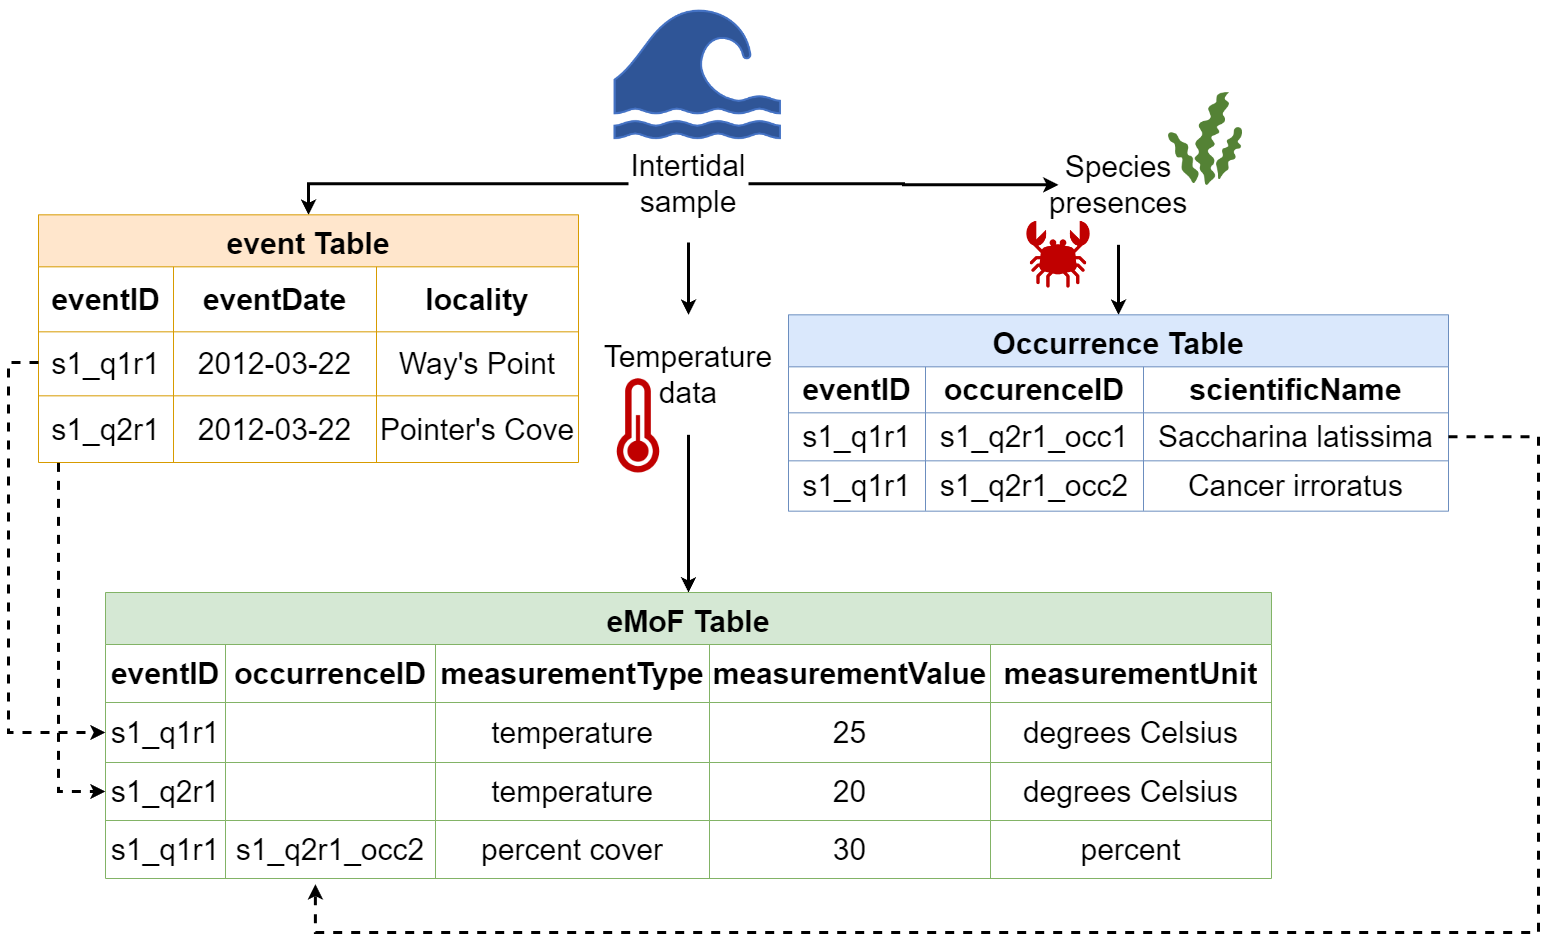 Intertidal
sample
Species
presences
event Table
eventID eventDate locality
s1_q1r1 2012-03-22 Way's Point
s1_q2r1 2012-03-22 Pointer's Cove
Temperature
data
Occurrence Table
eventID occurenceID scientificName
s1_q1r1 s1_q2r1_occ1 Saccharina latissima
s1_q1r1 s1_q2r1_occ2 Cancer irroratus
eMoF Table
eventID occurrenceID measurementType measurementValue measurementUnit
s1_q1r1 temperature 25 degrees Celsius
s1_q2r1 temperature 20 degrees Celsius
s1_q1r1 s1_q2r1_occ2 percent cover 30 percent